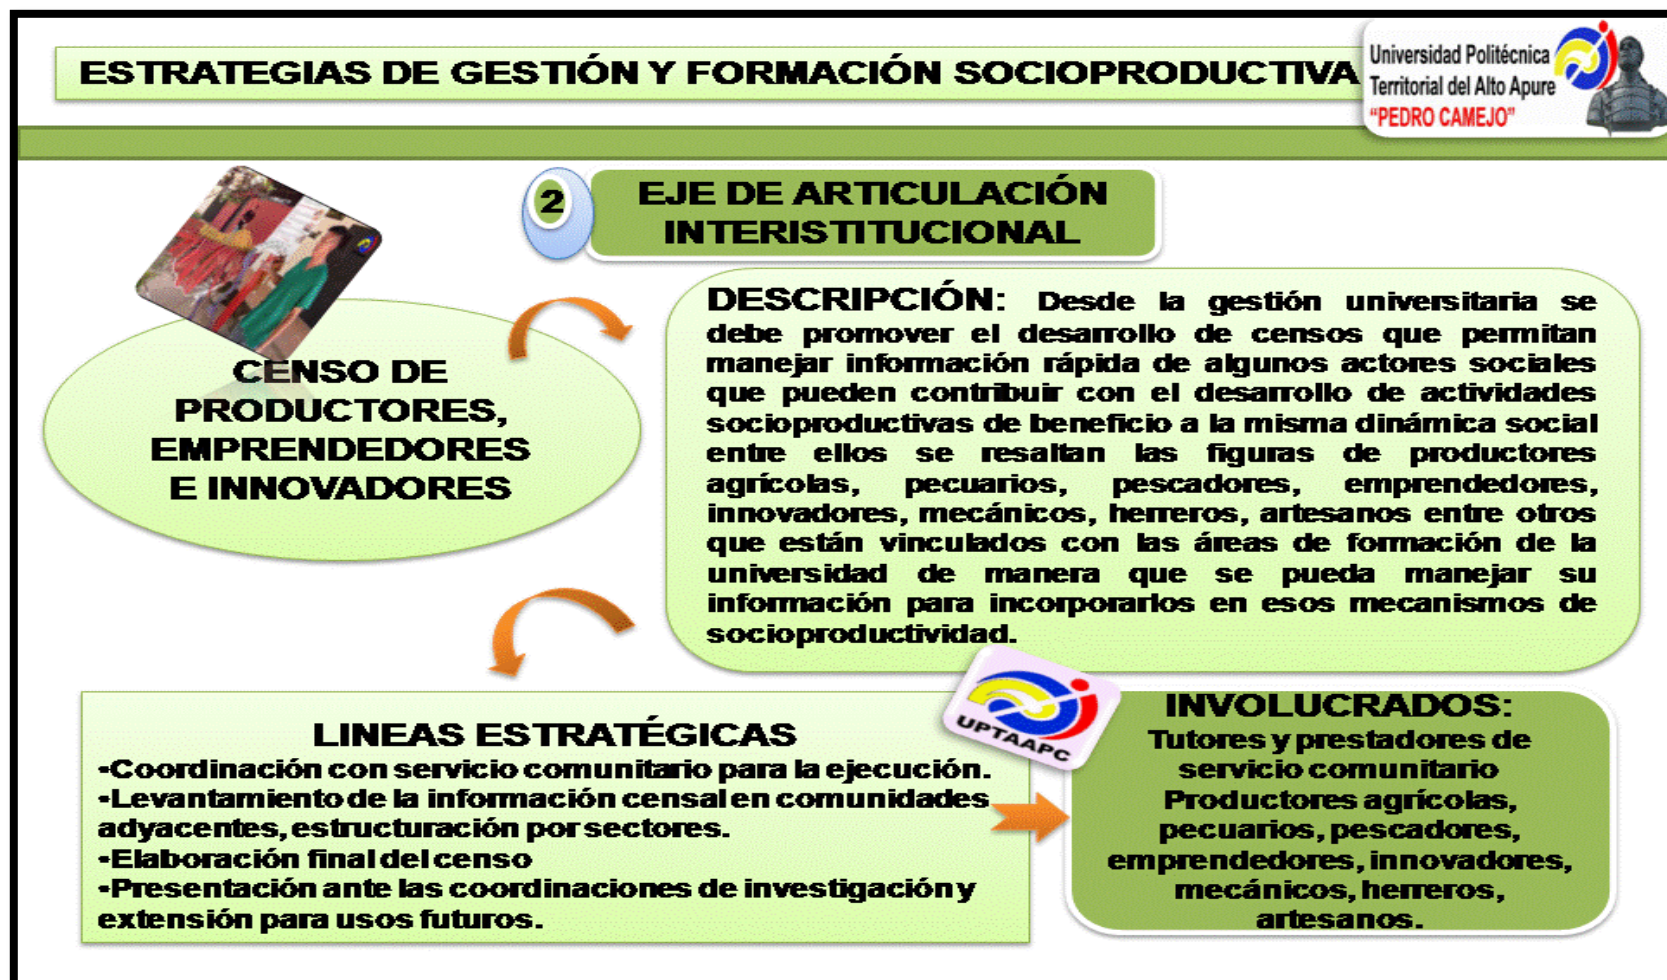 ESTRATEGIAS DE GESTIÓN Y FORMACIÓN SOCIOPRODUCTIVA
Universidad Politécnica
Territorial del Alto Apure
"PEDRO CAMEJO"
2
EJE DE ARTICULACIÓN
INTERISTITUCIONAL
CENSO DE
PRODUCTORES,
EMPRENDEDORES
E INNOVADORES
DESCRIPCIÓN: Desde la gestión universitaria se
debe promover el desarrollo de censos que permitan
manejar información rápida de algunos actores sociales
que pueden contribuir con el desarrollo de actividades
socioproductivas de beneficio a la misma dinámica social
entre ellos se resaltan las figuras de productores
agrícolas, pecuarios, pescadores, emprendedores,
innovadores, mecánicos, herreros, artesanos entre otros
que están vinculados con las áreas de formación de la
universidad de manera que se pueda manejar su
información para incorporarlos en esos mecanismos de
socioproductividad.
LINEAS ESTRATÉGICAS
•Coordinación con servicio comunitario para la ejecución.
•Levantamiento de la información censal en comunidades
adyacentes, estructuración por sectores.
•Elaboración final del censo
•Presentación ante las coordinaciones de investigación y
extensión para usos futuros.
UPTAAPC
INVOLUCRADOS:
Tutores y prestadores de
servicio comunitario
Productores agrícolas,
pecuarios, pescadores,
emprendedores, innovadores,
mecánicos, herreros,
artesanos.